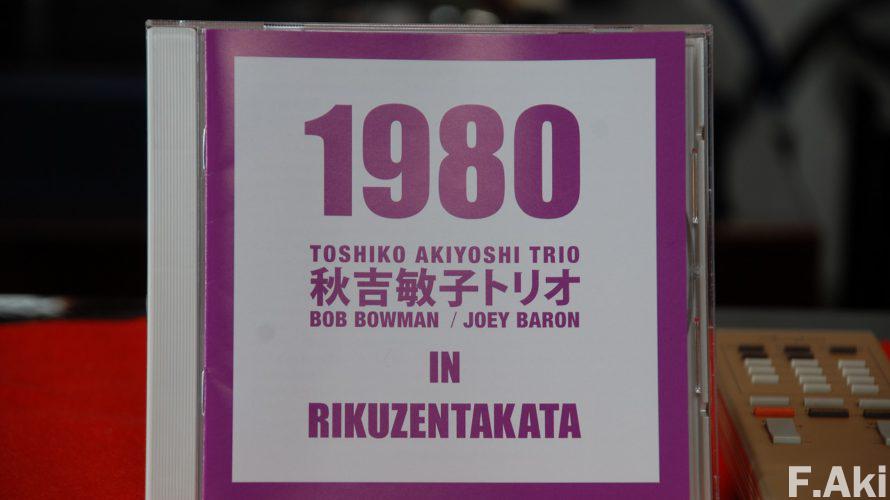 1980
TOSHIKO AKIYOSHI TRIO
秋吉敏子トリオ
BOB BOWMAN / JOEY BARON
IN
RIKUZENTAKATA
F.Aki